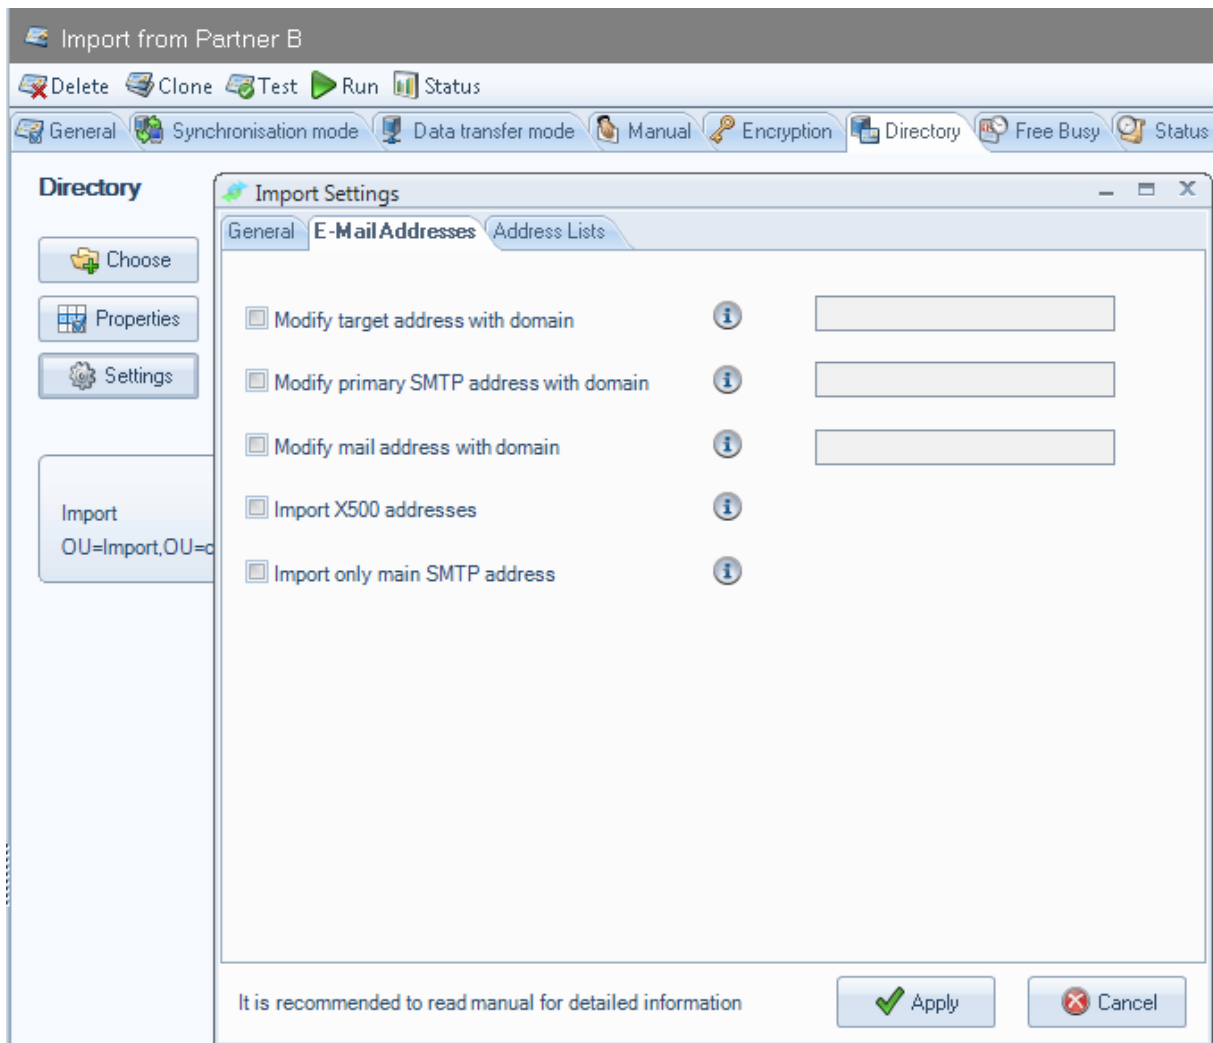 Import from Partner B
Delete Clone Test Run Status
General Synchronisation mode Data transfer mode Manual Encryption Directory Free Busy Status
Directory
Import Settings
General E-Mail Addresses Address Lists
Choose
Properties
Settings
Modify target address with domain
Modify primary SMTP address with domain
Modify mail address with domain
Import X500 addresses
Import only main SMTP address
Import
OU=Import,OU=c
It is recommended to read manual for detailed information
Apply Cancel